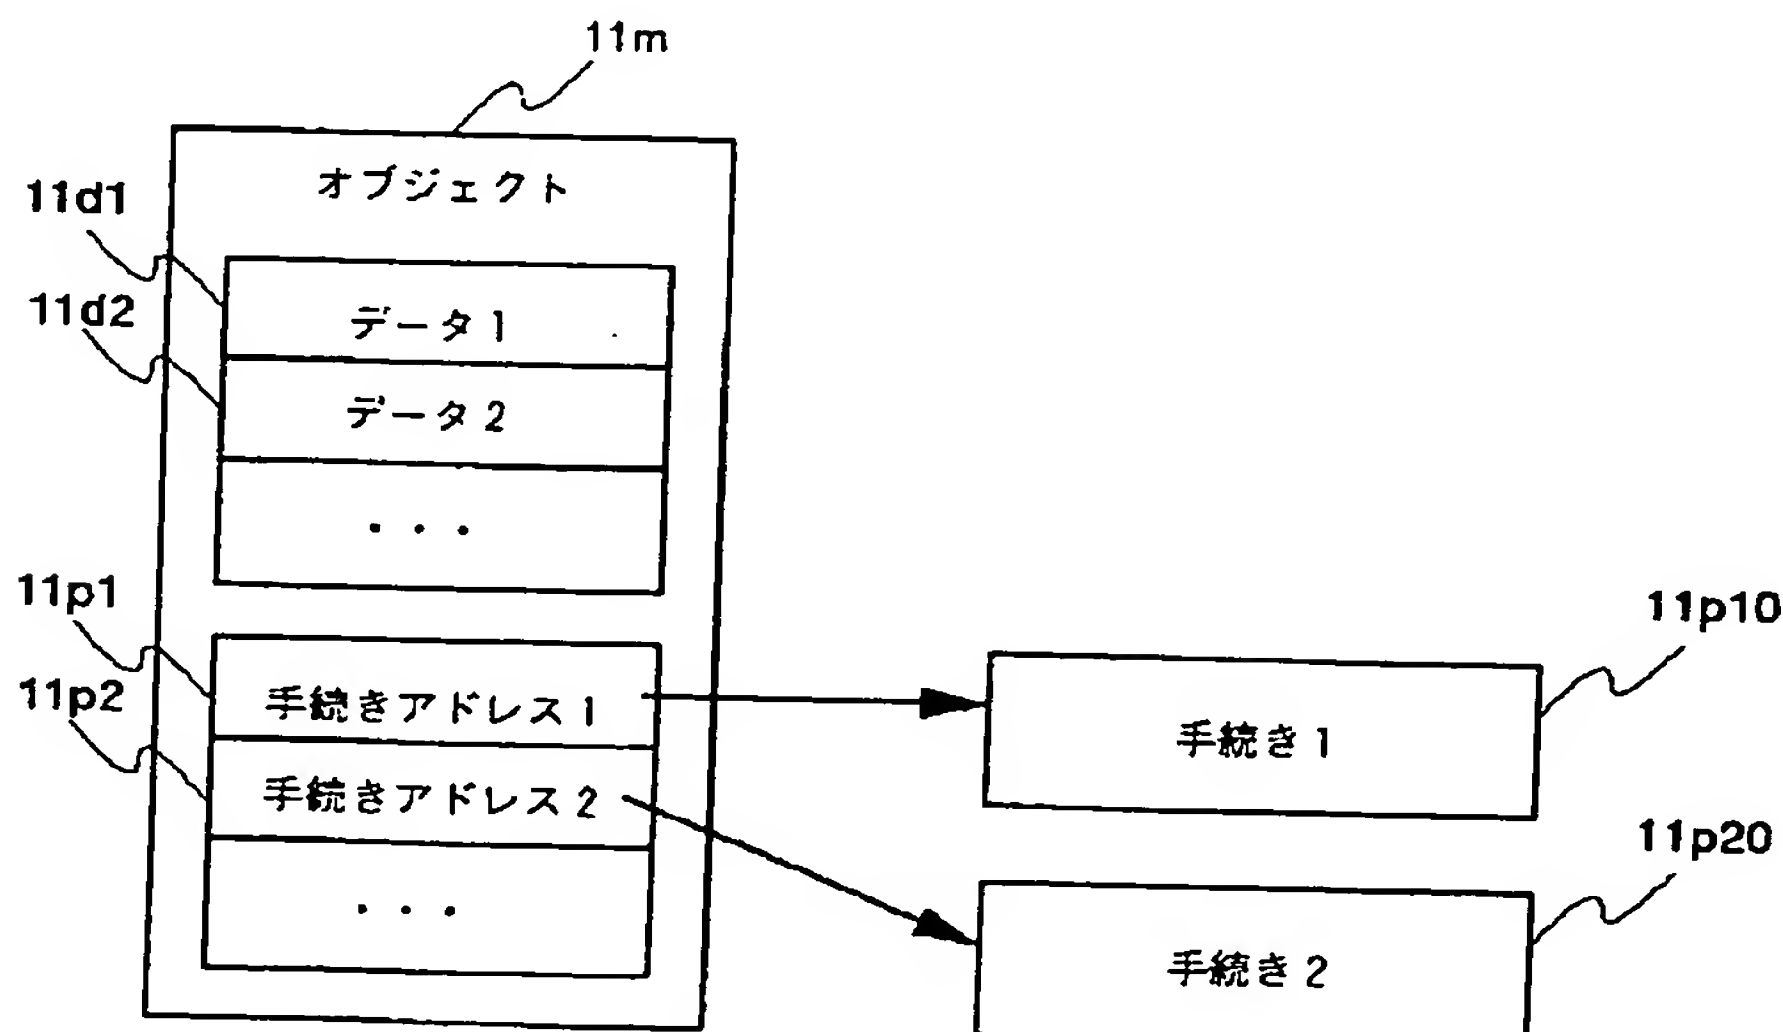 11m
オブジェクト
11d1
データ1
11d2
データ2
・・・
11p1
手続きアドレス1
11p2
手続きアドレス2
・・・
11p10
手続き1
11p20
手続き2